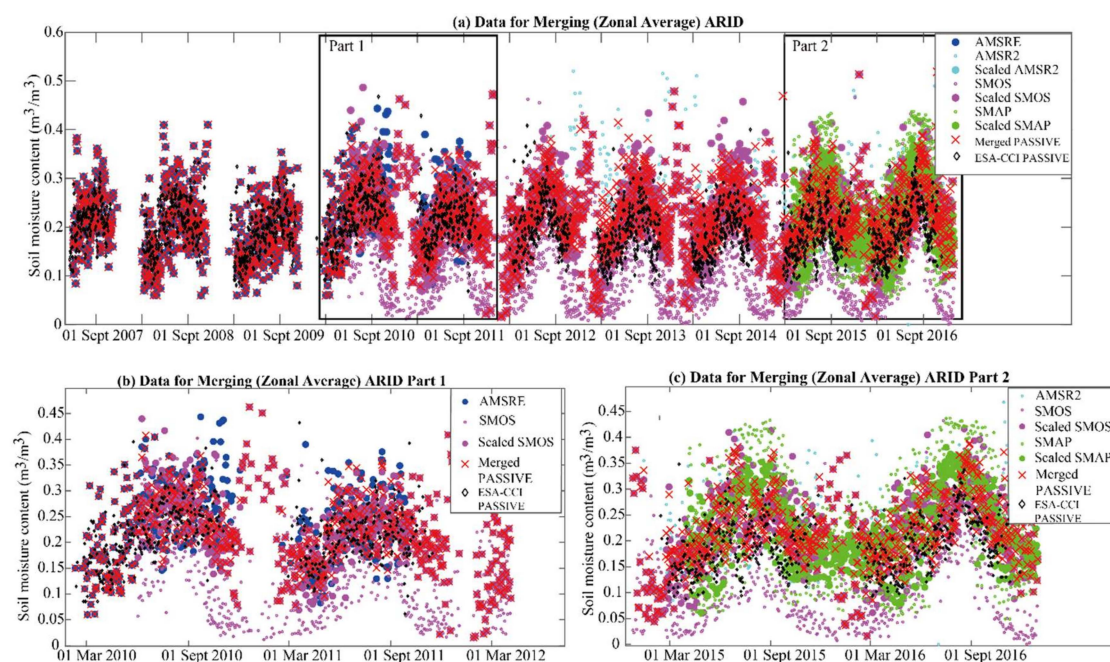 (a) Data for Merging (Zonal Average) ARID
Soil moisture content (m³/m³)
0.6
0.5
0.4
0.3
0.2
0.1
0
Part 1
Part 2
AMSRE
AMSR2
Scaled AMSR2
SMOS
Scaled SMOS
SMAP
Scaled SMAP
Merged PASSIVE
ESA-CCI PASSIVE
01 Sept 2007 01 Sept 2008 01 Sept 2009 01 Sept 2010 01 Sept 2011 01 Sept 2012 01 Sept 2013 01 Sept 2014 01 Sept 2015 01 Sept 2016
(b) Data for Merging (Zonal Average) ARID Part 1
Soil moisture content (m³/m³)
0.45
0.4
0.35
0.3
0.25
0.2
0.15
0.1
0.05
0
AMSRE
SMOS
Scaled SMOS
Merged
PASSIVE
ESA-CCI
PASSIVE
01 Mar 2010 01 Sept 2010 01 Mar 2011 01 Sept 2011 01 Mar 2012
(c) Data for Merging (Zonal Average) ARID Part 2
Soil moisture content (m³/m³)
0.45
0.4
0.35
0.3
0.25
0.2
0.15
0.1
0.05
0
AMSR2
SMOS
Scaled SMOS
SMAP
Scaled SMAP
Merged
PASSIVE
ESA-CCI
PASSIVE
01 Mar 2015 01 Sept 2015 01 Mar 2016 01 Sept 2016